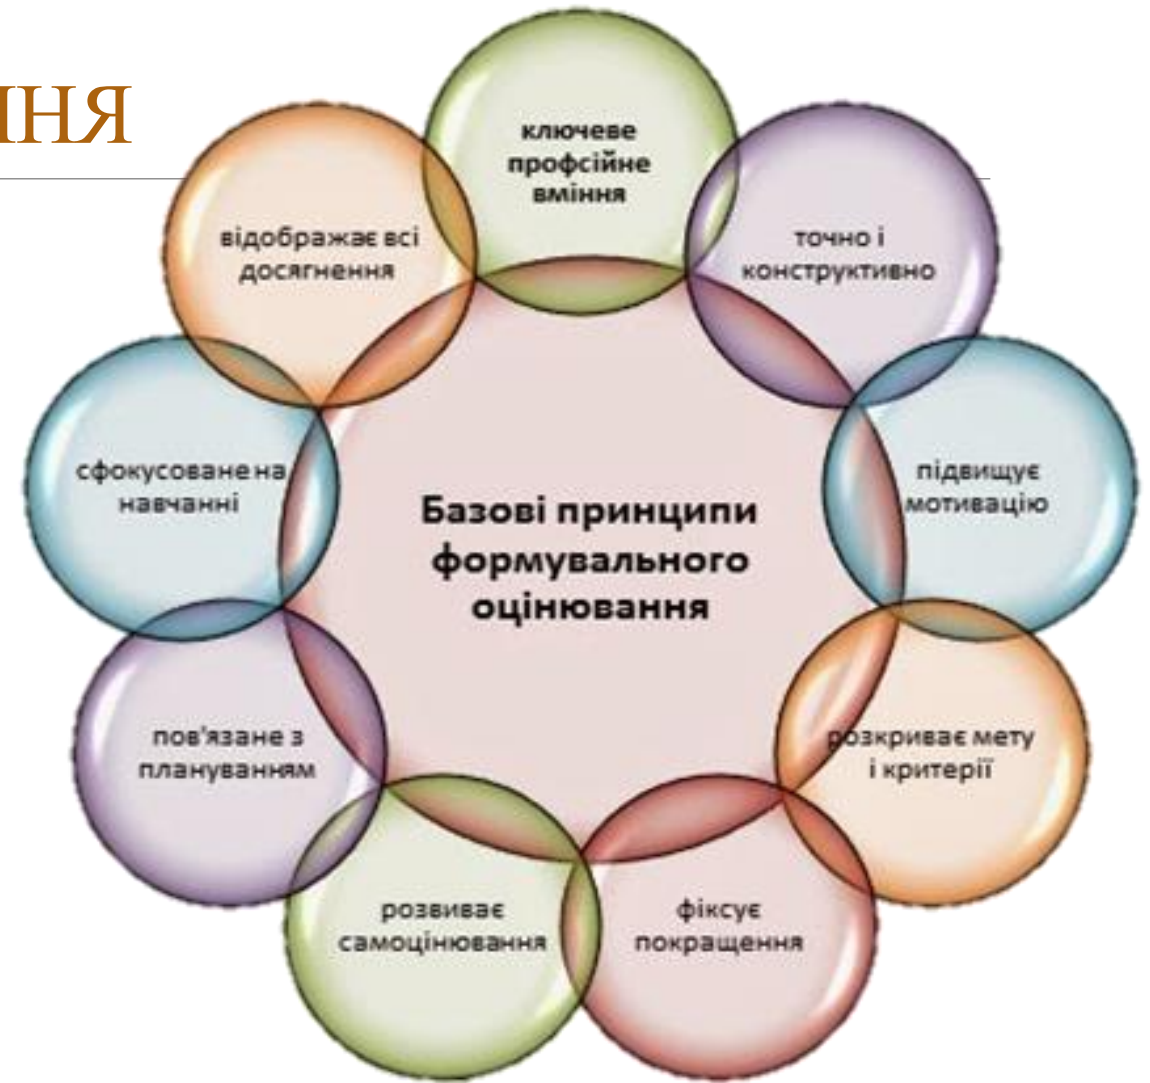 ННЯ
ключеве
профсійне
вміння
точно і
конструктивно
підвищує
мотивацію
розкриває мету
і критерії
фіксує
покращення
розвиває
самоцінювання
пов'язане з
плануванням
сфокусоване на
навчанні
відображає всі
досягнення
Базові принципи
формувального
оцінювання